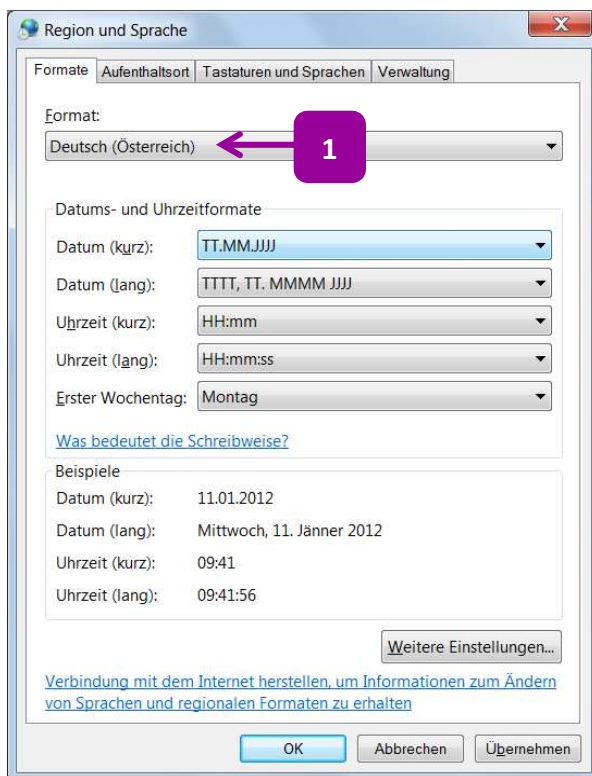 Region und Sprache
Formate Aufenthaltsort Tastaturen und Sprachen Verwaltung
Format:
Deutsch (Österreich) 1
Datums- und Uhrzeitformate
Datum (kurz): TT.MM.JJJJ
Datum (lang): TTTT, TT. MMMM JJJJ
Uhrzeit (kurz): HH:mm
Uhrzeit (lang): HH:mm:ss
Erster Wochentag: Montag
Was bedeutet die Schreibweise?
Beispiele
Datum (kurz): 11.01.2012
Datum (lang): Mittwoch, 11. Jänner 2012
Uhrzeit (kurz): 09:41
Uhrzeit (lang): 09:41:56
Weitere Einstellungen...
Verbindung mit dem Internet herstellen, um Informationen zum Ändern
von Sprachen und regionalen Formaten zu erhalten
OK Abbrechen Übernehmen